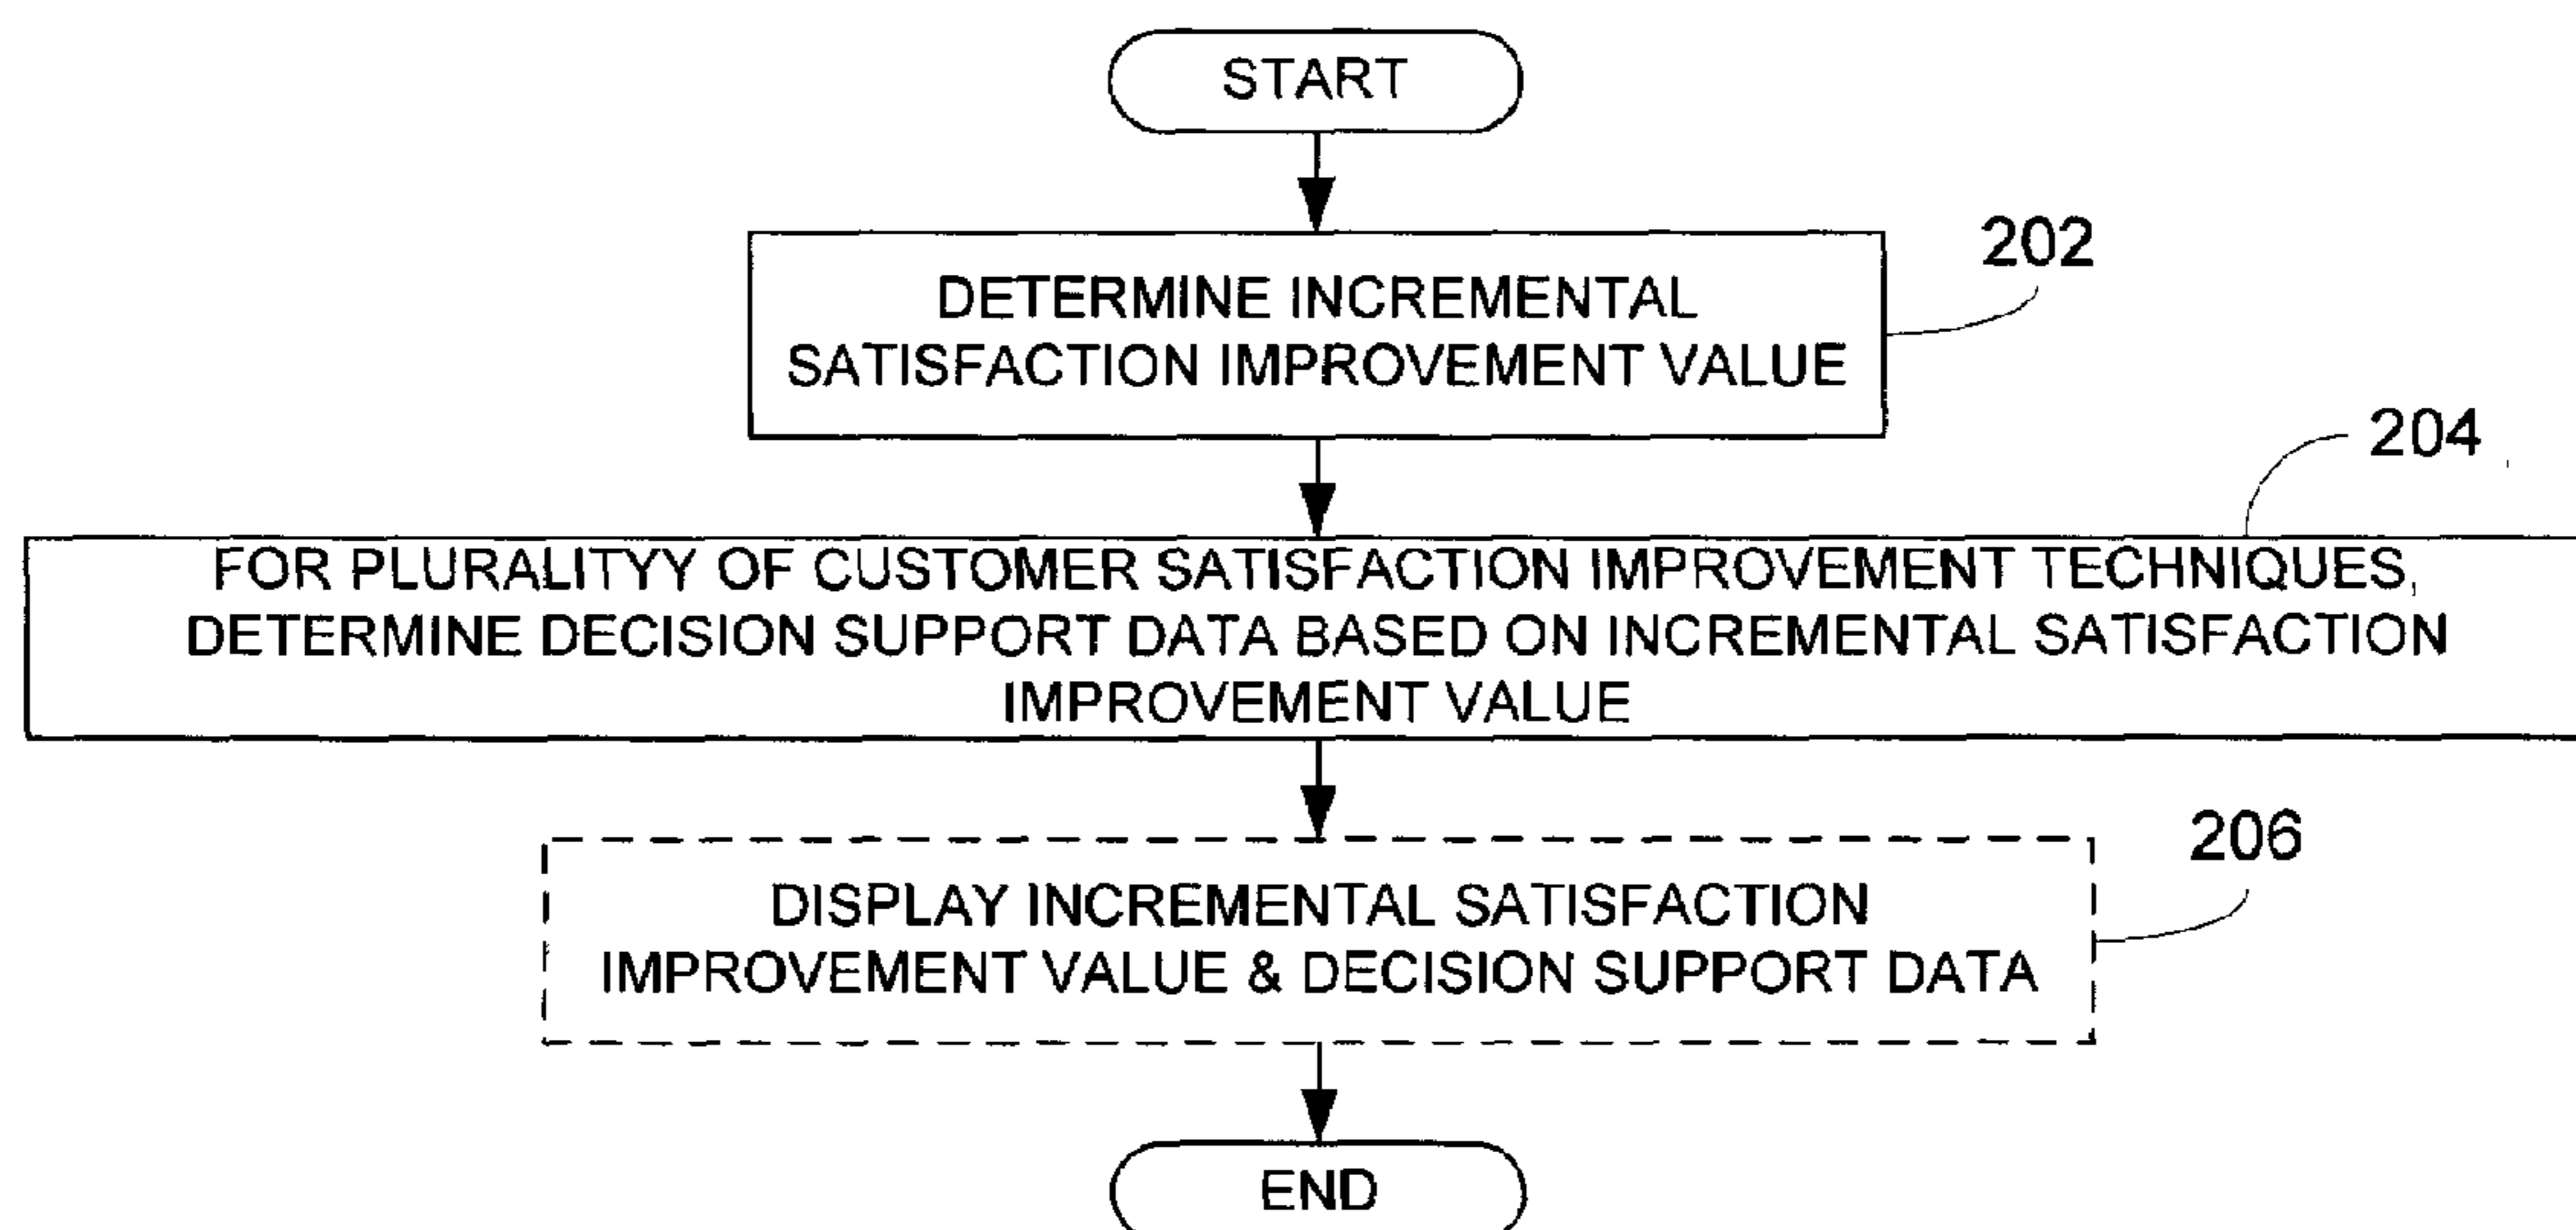 START
202
DETERMINE INCREMENTAL
SATISFACTION IMPROVEMENT VALUE
204
FOR PLURALITYY OF CUSTOMER SATISFACTION IMPROVEMENT TECHNIQUES,
DETERMINE DECISION SUPPORT DATA BASED ON INCREMENTAL SATISFACTION
IMPROVEMENT VALUE
206
DISPLAY INCREMENTAL SATISFACTION
IMPROVEMENT VALUE & DECISION SUPPORT DATA
END